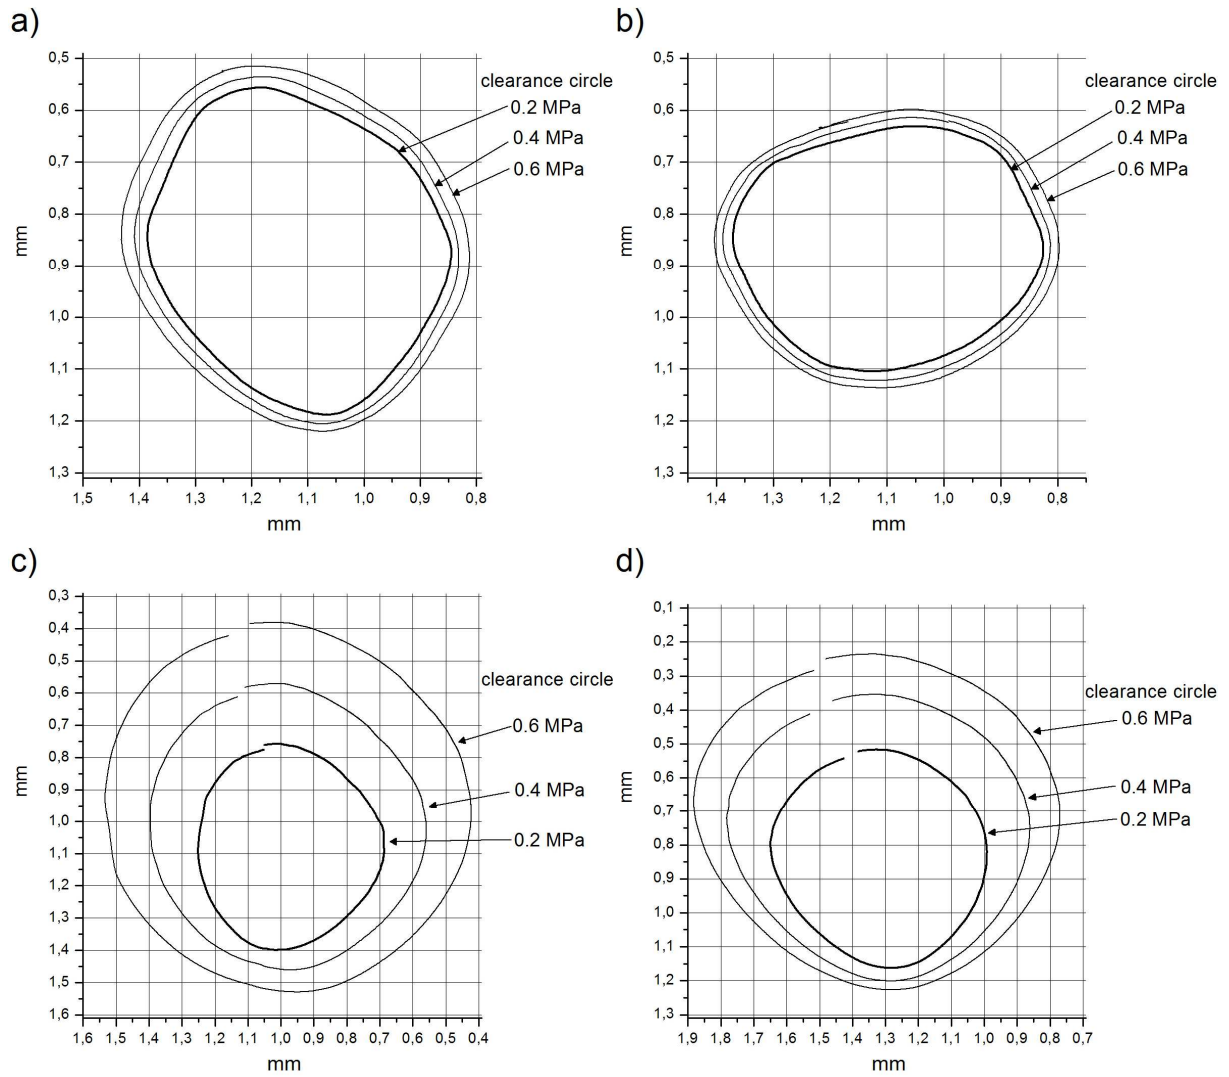 a)
0,5
0,6
0,7
0,8
0,9
1,0
1,1
1,2
1,3
mm
1,5 1,4 1,3 1,2 1,1 1,0 0,9 0,8
mm
clearance circle
0.2 MPa
0.4 MPa
0.6 MPa
b)
0,5
0,6
0,7
0,8
0,9
1,0
1,1
1,2
1,3
mm
1,4 1,3 1,2 1,1 1,0 0,9 0,8
mm
clearance circle
0.2 MPa
0.4 MPa
0.6 MPa
c)
0,3
0,4
0,5
0,6
0,7
0,8
0,9
1,0
1,1
1,2
1,3
1,4
1,5
1,6
mm
1,6 1,5 1,4 1,3 1,2 1,1 1,0 0,9 0,8 0,7 0,6 0,5 0,4
mm
clearance circle
0.6 MPa
0.4 MPa
0.2 MPa
d)
0,1
0,2
0,3
0,4
0,5
0,6
0,7
0,8
0,9
1,0
1,1
1,2
1,3
mm
1,9 1,8 1,7 1,6 1,5 1,4 1,3 1,2 1,1 1,0 0,9 0,8 0,7
mm
clearance circle
0.6 MPa
0.4 MPa
0.2 MPa